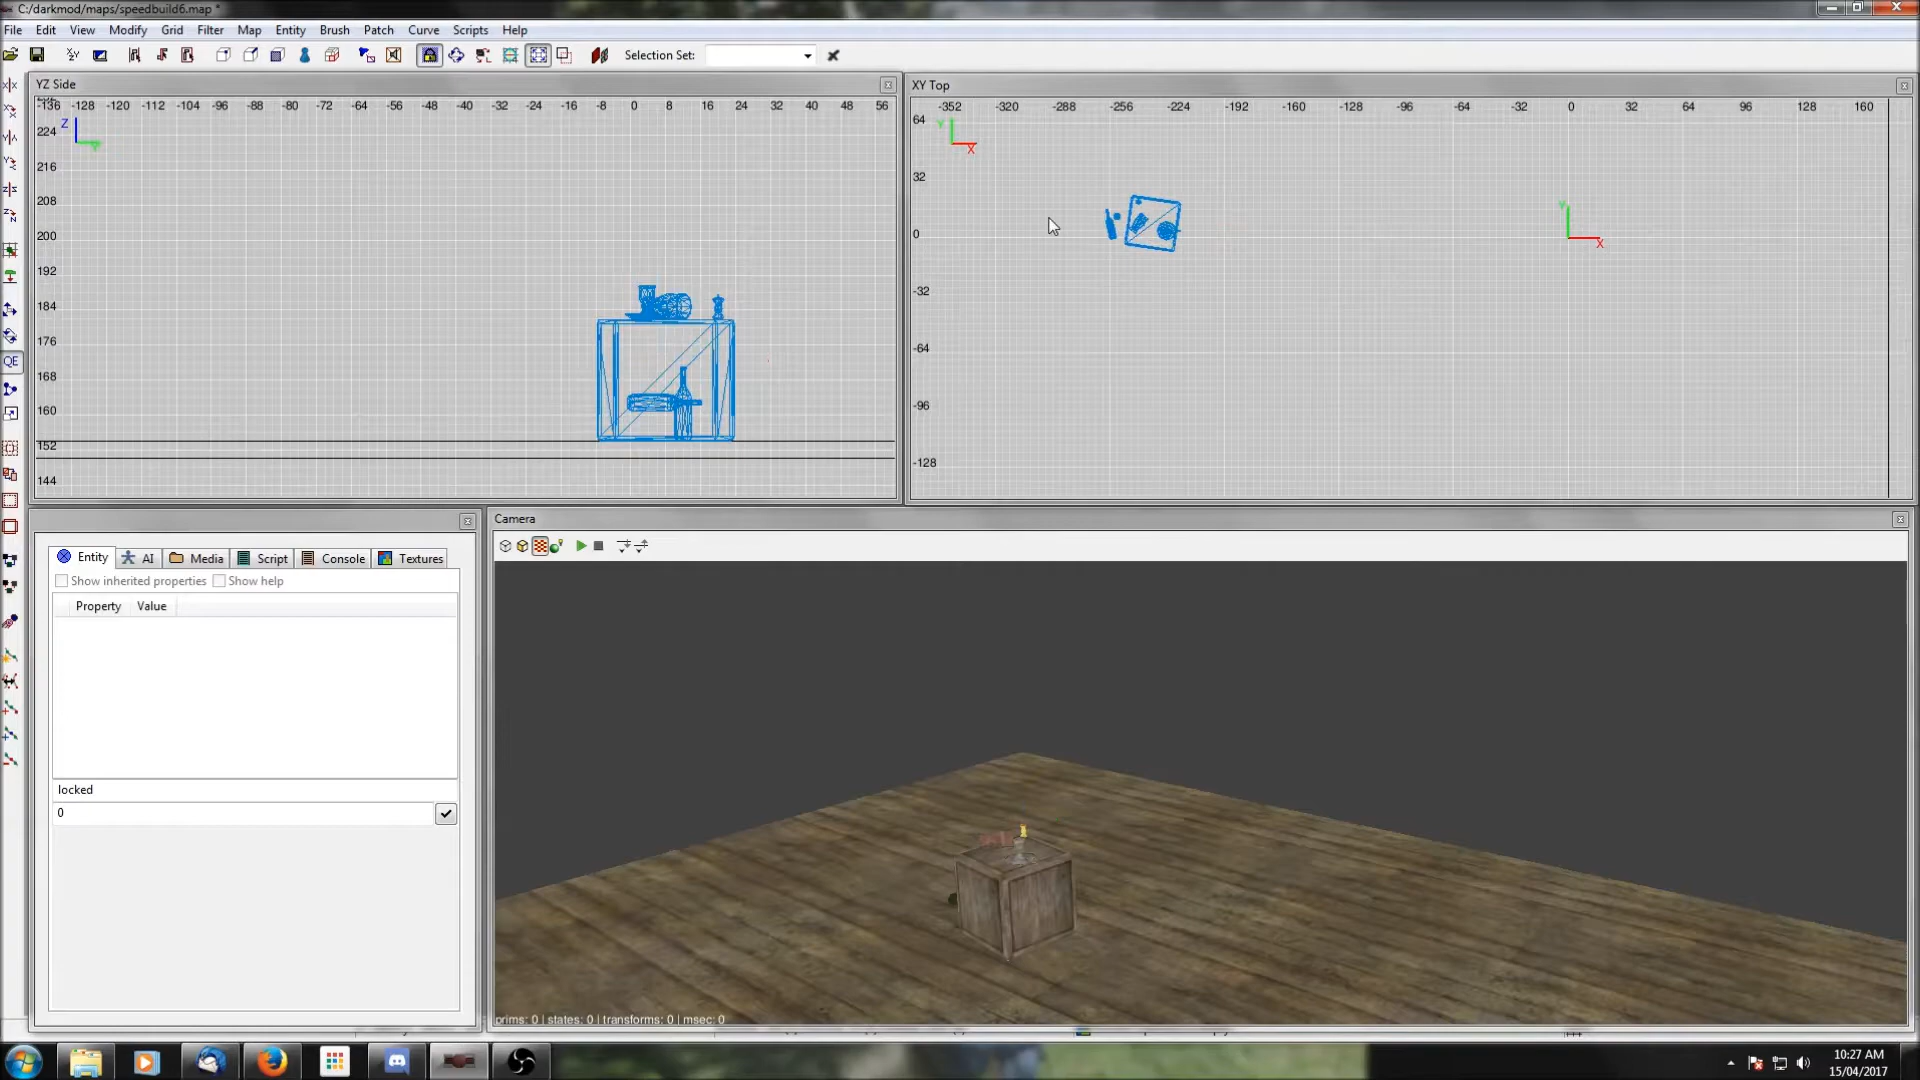 C:/darkmod/maps/speedbuild6.map *
File Edit View Modify Grid Filter Map Entity Brush Patch Curve Scripts Help
Selection Set:
YZ Side
-136 -128 -120 -112 -104 -96 -88 -80 -72 -64 -56 -48 -40 -32 -24 -16 -8 0 8 16 24 32 40 48 56
Z
Y
224
216
208
200
192
184
176
168
160
152
144
XY Top
-352 -320 -288 -256 -224 -192 -160 -128 -96 -64 -32 0 32 64 96 128 160
64
Y
X
32
Y
0
X
-32
-64
-96
-128
QE
Entity AI Media Script Console Textures
Show inherited properties Show help
Property Value
locked
0
Camera
prims: 0 | states: 0 | transforms: 0 | msec: 0
10:27 AM
15/04/2017